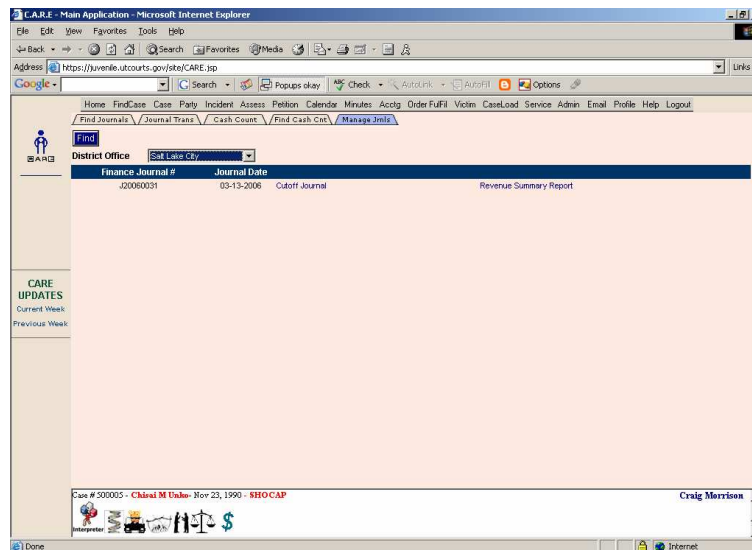 C.A.R.E - Main Application - Microsoft Internet Explorer
File Edit View Favorites Tools Help
Back Search Favorites Media
Address https://juvenile.utcourts.gov/site/CARE.jsp Links
Google Search Popups okay ABC Check AutoLink AutoFill Options
Home FindCase Case Party Incident Assess Petition Calendar Minutes Acctg Order FulFil Victim CaseLoad Service Admin Email Profile Help Logout
Find Journals Journal Trans Cash Count Find Cash Cnt Manage Jrnls
Find
CARE
District Office Salt Lake City
Finance Journal # Journal Date
J20060031 03-13-2006 Cutoff Journal Revenue Summary Report
CARE
UPDATES
Current Week
Previous Week
Case # 500005 - Chisai M Unko- Nov 23, 1990 - SHOCAP Craig Morrison
Interpreter $
Done Internet